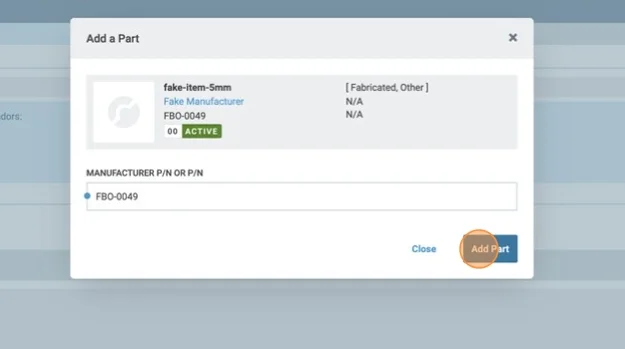 Add a Part
×
fake-item-5mm
Fake Manufacturer
FBO-0049
00 ACTIVE
[ Fabricated, Other ]
N/A
N/A
dors:
MANUFACTURER P/N OR P/N
FBO-0049
Close
Add Part